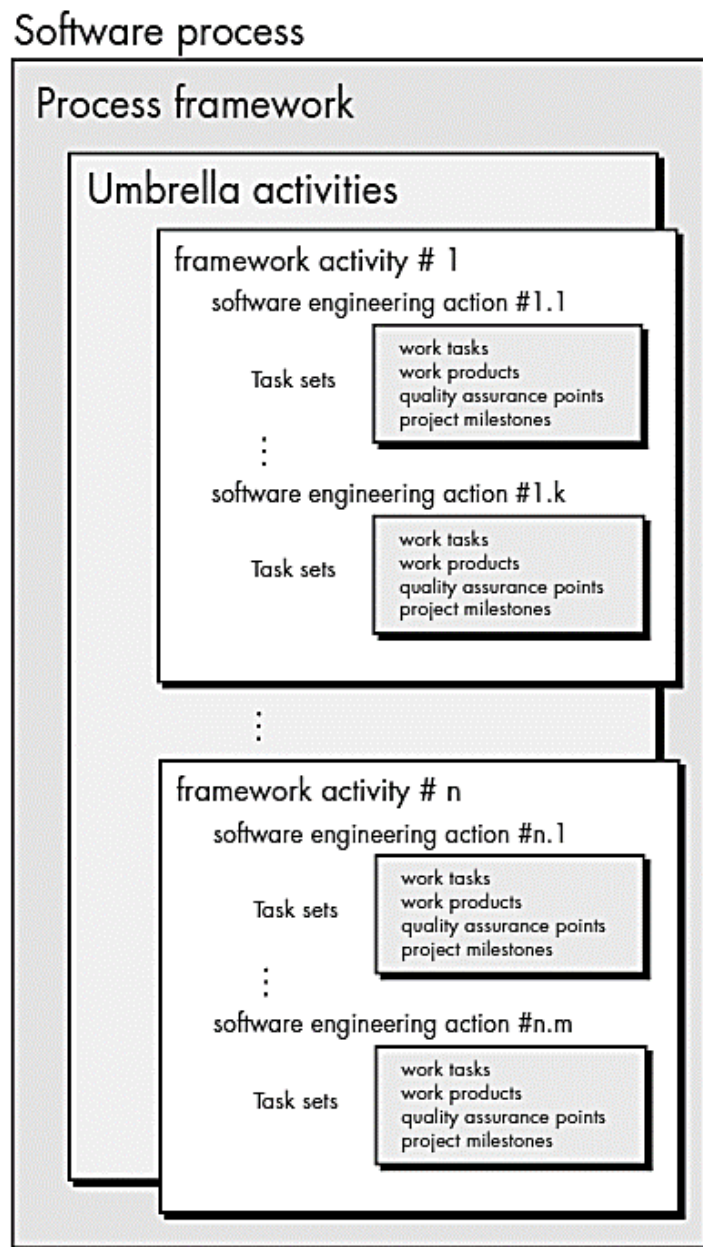 Software process
Process framework
Umbrella activities
framework activity # 1
software engineering action #1.1
Task sets
work tasks
work products
quality assurance points
project milestones
software engineering action #1.k
Task sets
work tasks
work products
quality assurance points
project milestones
framework activity # n
software engineering action #n.1
Task sets
work tasks
work products
quality assurance points
project milestones
software engineering action #n.m
Task sets
work tasks
work products
quality assurance points
project milestones